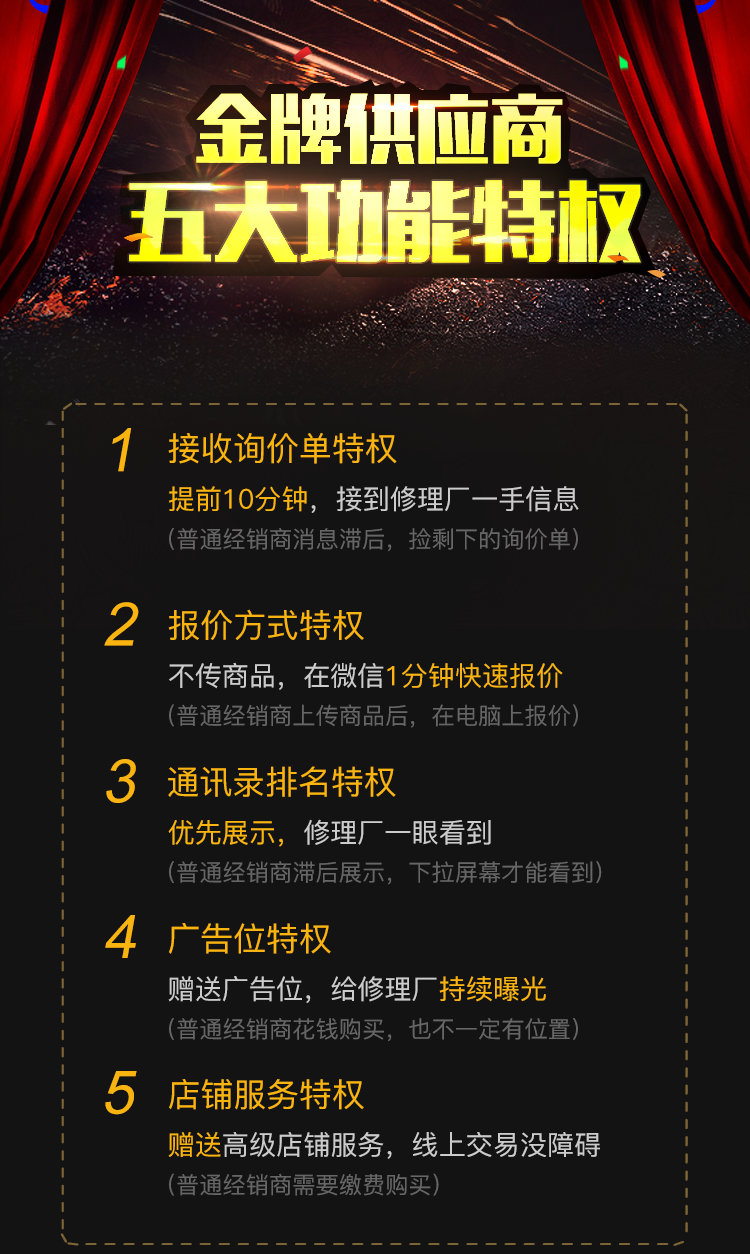 金牌供应商
五大功能特权
1 接收询价单特权
提前10分钟，接到修理厂一手信息
(普通经销商消息滞后，捡剩下的询价单)
2 报价方式特权
不传商品，在微信1分钟快速报价
(普通经销商上传商品后，在电脑上报价)
3 通讯录排名特权
优先展示，修理厂一眼看到
(普通经销商滞后展示，下拉屏幕才能看到)
4 广告位特权
赠送广告位，给修理厂持续曝光
(普通经销商花钱购买，也不一定有位置)
5 店铺服务特权
赠送高级店铺服务，线上交易没障碍
(普通经销商需要缴费购买)